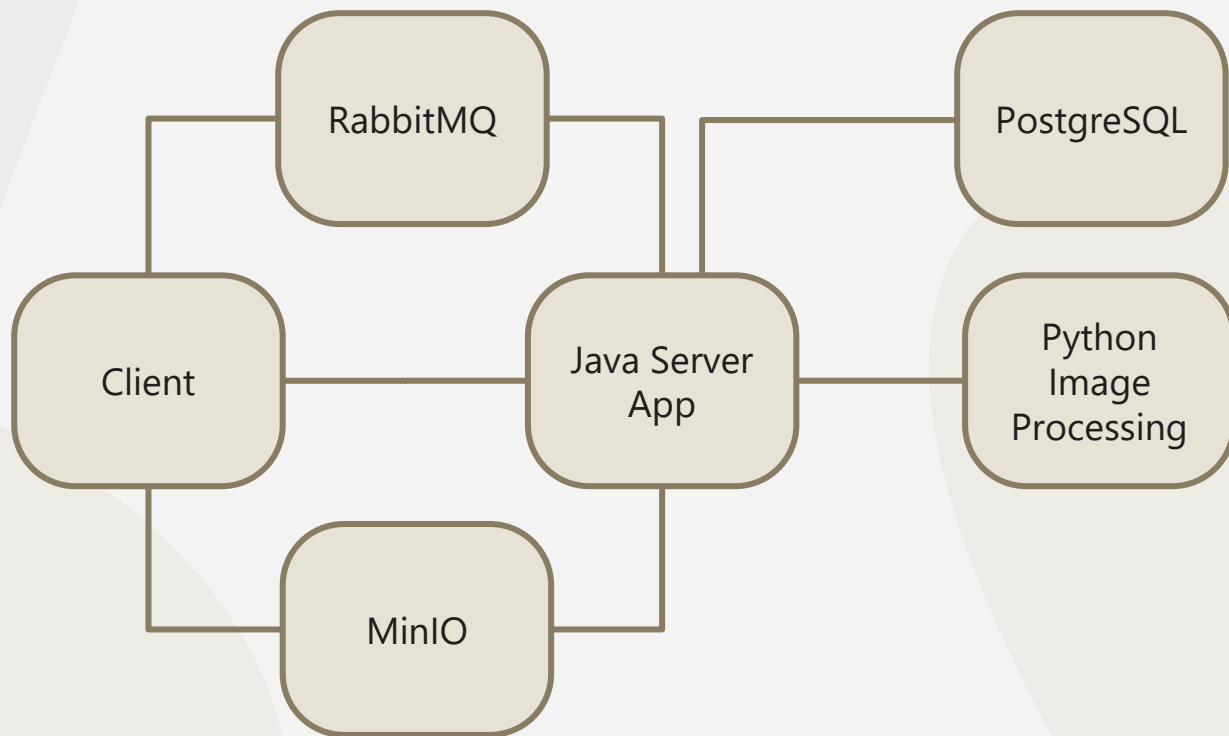 RabbitMQ
PostgreSQL
Client
Java Server
App
Python
Image
Processing
MinIO